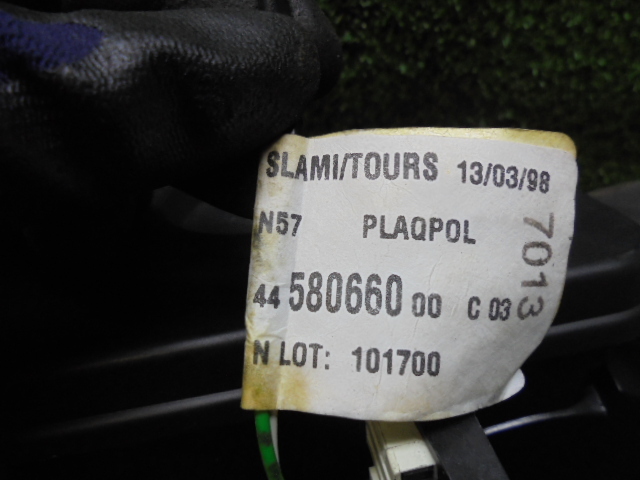 SLAMI/TOURS 13/03/98
N57 PLAQPOL
44 580660 00 C 03
N LOT: 101700
7013